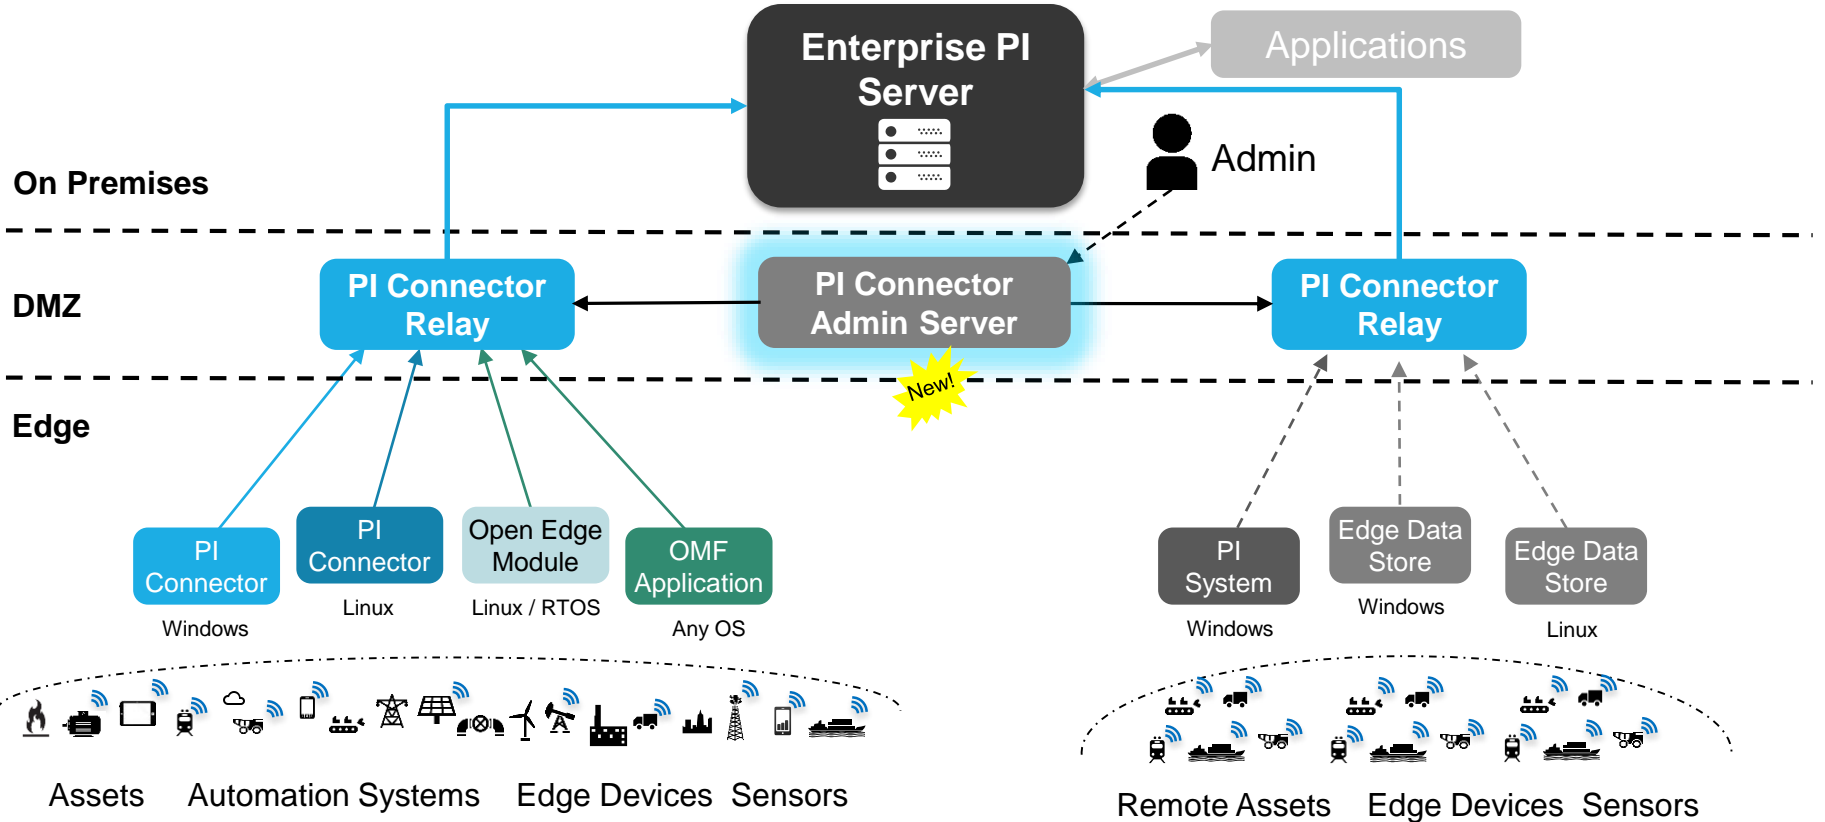 Enterprise PI
Server
Applications
Admin
On Premises
PI Connector
Relay
PI Connector
Admin Server
PI Connector
Relay
DMZ
New!
Edge
PI
Connector
Windows
PI
Connector
Linux
Open Edge
Module
Linux / RTOS
OMF
Application
Any OS
PI
System
Windows
Edge Data
Store
Windows
Edge Data
Store
Linux
Assets
Automation Systems
Edge Devices
Sensors
Remote Assets
Edge Devices
Sensors